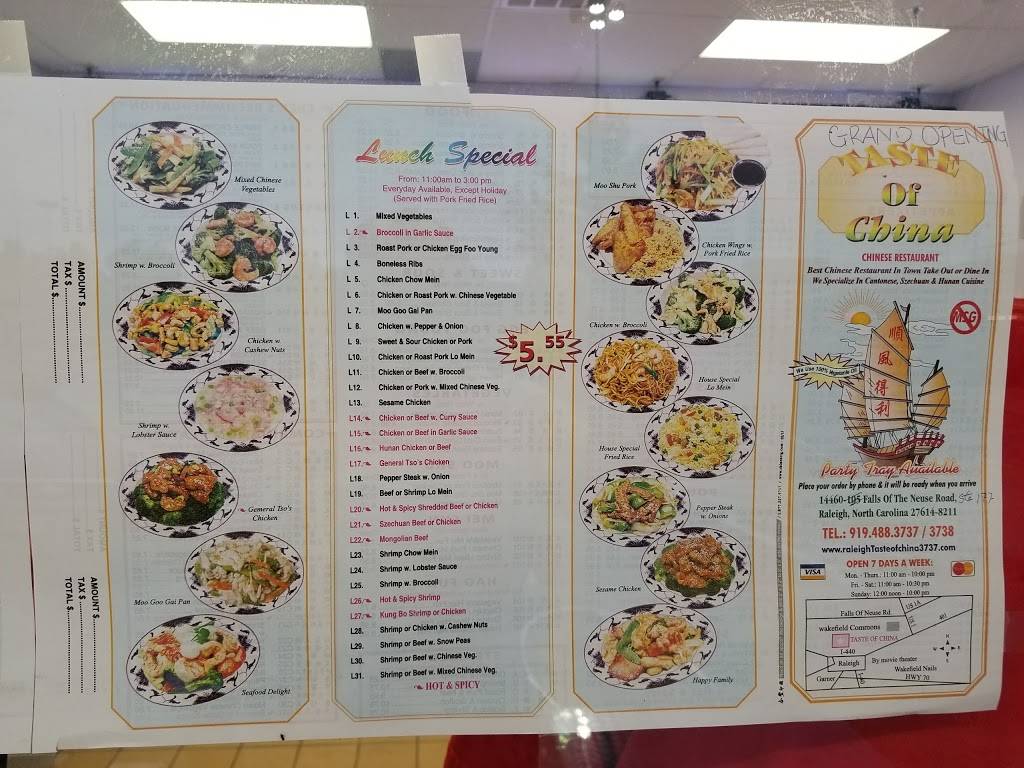 AMOUNT $
TAX $
TOTAL $
AMOUNT $
TAX $
TOTAL $
Mixed Chinese
Vegetables
Shrimp w. Broccoli
Chicken w.
Cashew Nuts
Shrimp w.
Lobster Sauce
General Tso's
Chicken
Moo Goo Gai Pan
Seafood Delight
Lunch Special
From: 11:00am to 3:00 pm
Everyday Available, Except Holiday
(Served with Pork Fried Rice)
L 1. Mixed Vegetables
L 2. Broccoli in Garlic Sauce
L 3. Roast Pork or Chicken Egg Foo Young
L 4. Boneless Ribs
L 5. Chicken Chow Mein
L 6. Chicken or Roast Pork w. Chinese Vegetable
L 7. Moo Goo Gai Pan
L 8. Chicken w. Pepper & Onion
L 9. Sweet & Sour Chicken or Pork
L10. Chicken or Roast Pork Lo Mein
L11. Chicken or Beef w. Broccoli
L12. Chicken or Pork w. Mixed Chinese Veg.
L13. Sesame Chicken
L14. Chicken or Beef w. Curry Sauce
L15. Chicken or Beef in Garlic Sauce
L16. Hunan Chicken or Beef
L17. General Tso's Chicken
L18. Pepper Steak w. Onion
L19. Beef or Shrimp Lo Mein
L20. Hot & Spicy Shredded Beef or Chicken
L21. Szechuan Beef or Chicken
L22. Mongolian Beef
L23. Shrimp Chow Mein
L24. Shrimp w. Lobster Sauce
L25. Shrimp w. Broccoli
L26. Hot & Spicy Shrimp
L27. Kung Bo Shrimp or Chicken
L28. Shrimp or Chicken w. Cashew Nuts
L29. Shrimp or Beef w. Snow Peas
L30. Shrimp or Beef w. Chinese Veg.
L31. Shrimp or Beef w. Mixed Chinese Veg.
HOT & SPICY
$5.55
Moo Shu Pork
Chicken Wings w.
Pork Fried Rice
Chicken w. Broccoli
House Special
Lo Mein
House Special
Fried Rice
Pepper Steak
w. Onions
Sesame Chicken
Happy Family
GRAND OPENING
TASTE
Of
China
CHINESE RESTAURANT
Best Chinese Restaurant In Town Take Out or Dine In
We Specialize In Cantonese, Szechuan & Hunan Cuisine
MSG
順風得利
We Use 100% Vegetable Oil
Party Tray Available
Place your order by phone & it will be ready when you arrive
14460-105 Falls Of The Neuse Road, Ste 137
Raleigh, North Carolina 27614-8211
TEL.: 919.488.3737 / 3738
www.raleighTasteofchina3737.com
VISA
OPEN 7 DAYS A WEEK:
Mon. - Thurs.: 11:00 am - 10:00 pm
Fri. - Sat.: 11:00 am - 10:30 pm
Sunday: 12:00 noon - 10:00 pm
Falls Of Neuse Rd.
US 1A
US 1
401
wakefield Commons
TASTE OF CHINA
I-440
Raleigh
By movie theater
Wakefield Nails
Garner
HWY 70
N
W
E
S